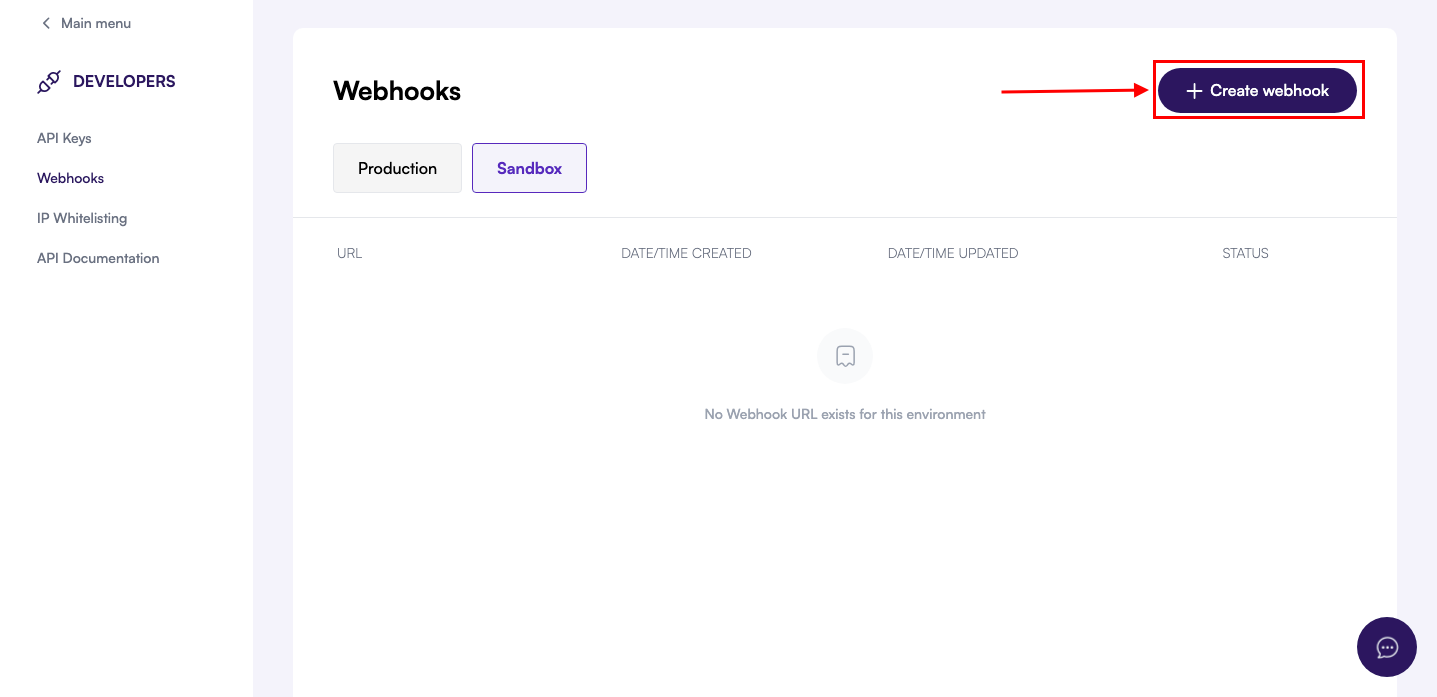 Main menu
DEVELOPERS
API Keys
Webhooks
IP Whitelisting
API Documentation
Webhooks
Create webhook
Production
Sandbox
URL
DATE/TIME CREATED
DATE/TIME UPDATED
STATUS
No Webhook URL exists for this environment